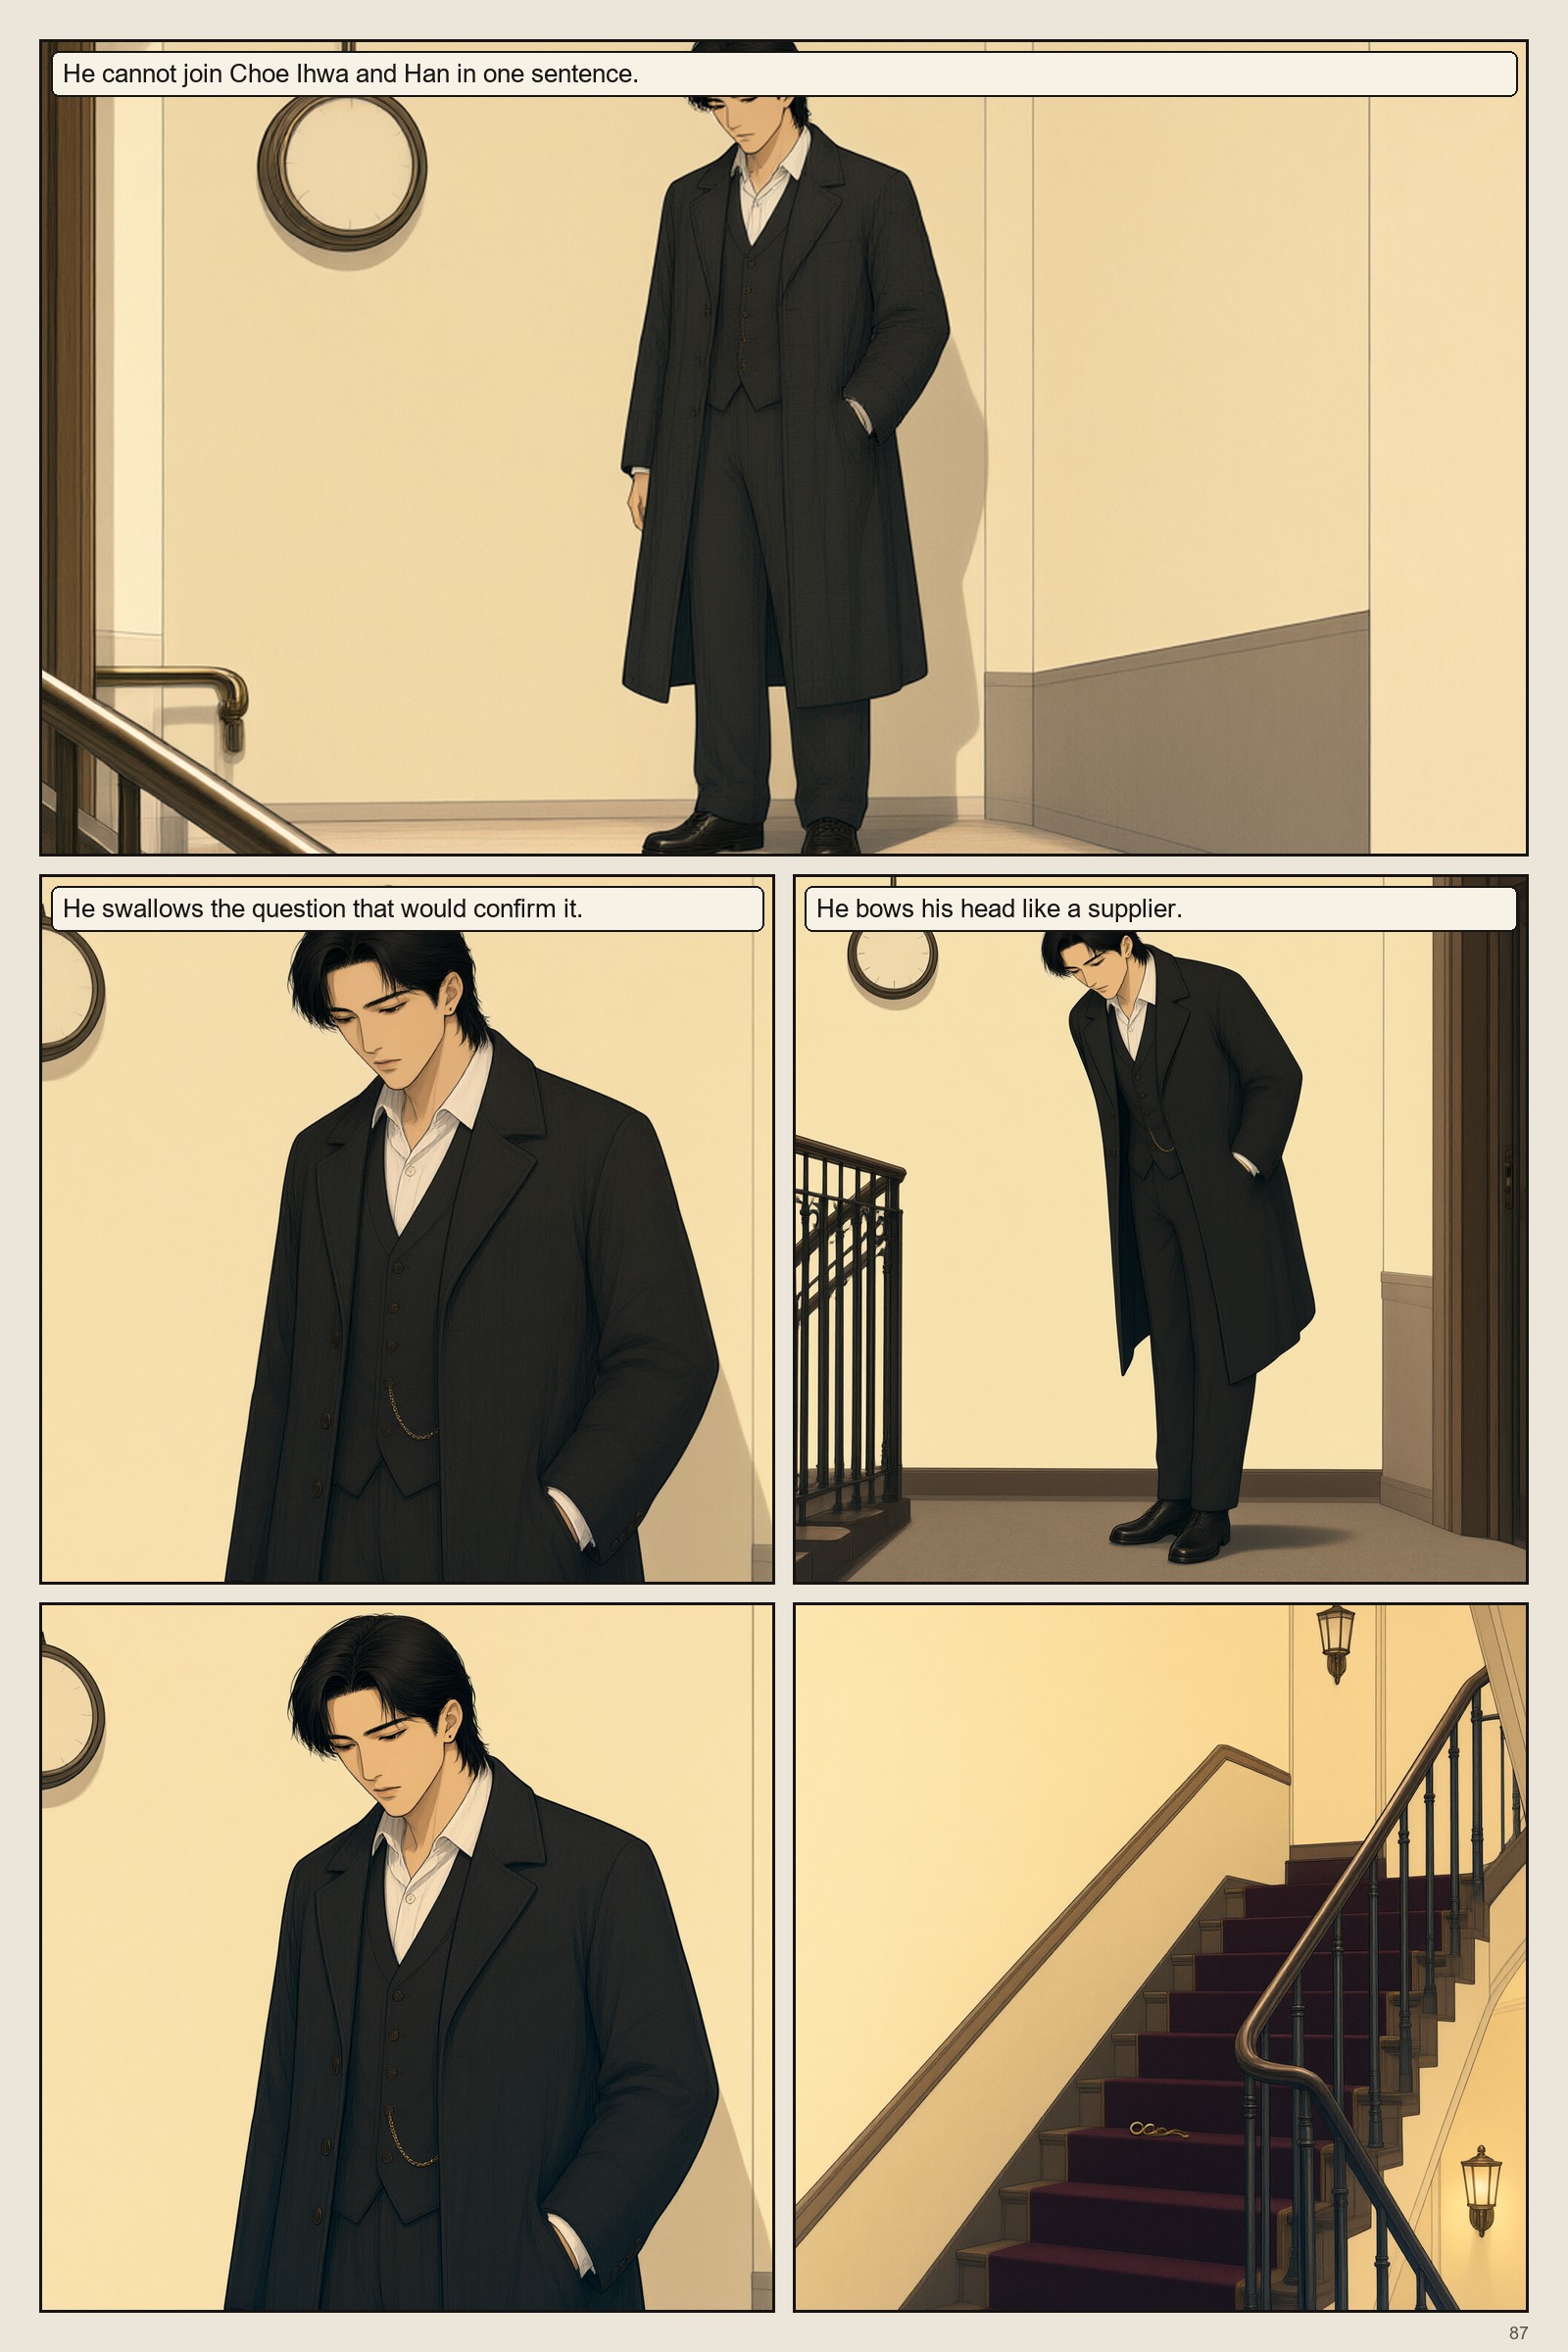 He cannot join Choe Ihwa and Han in one sentence.
He swallows the question that would confirm it.
He bows his head like a supplier.
87